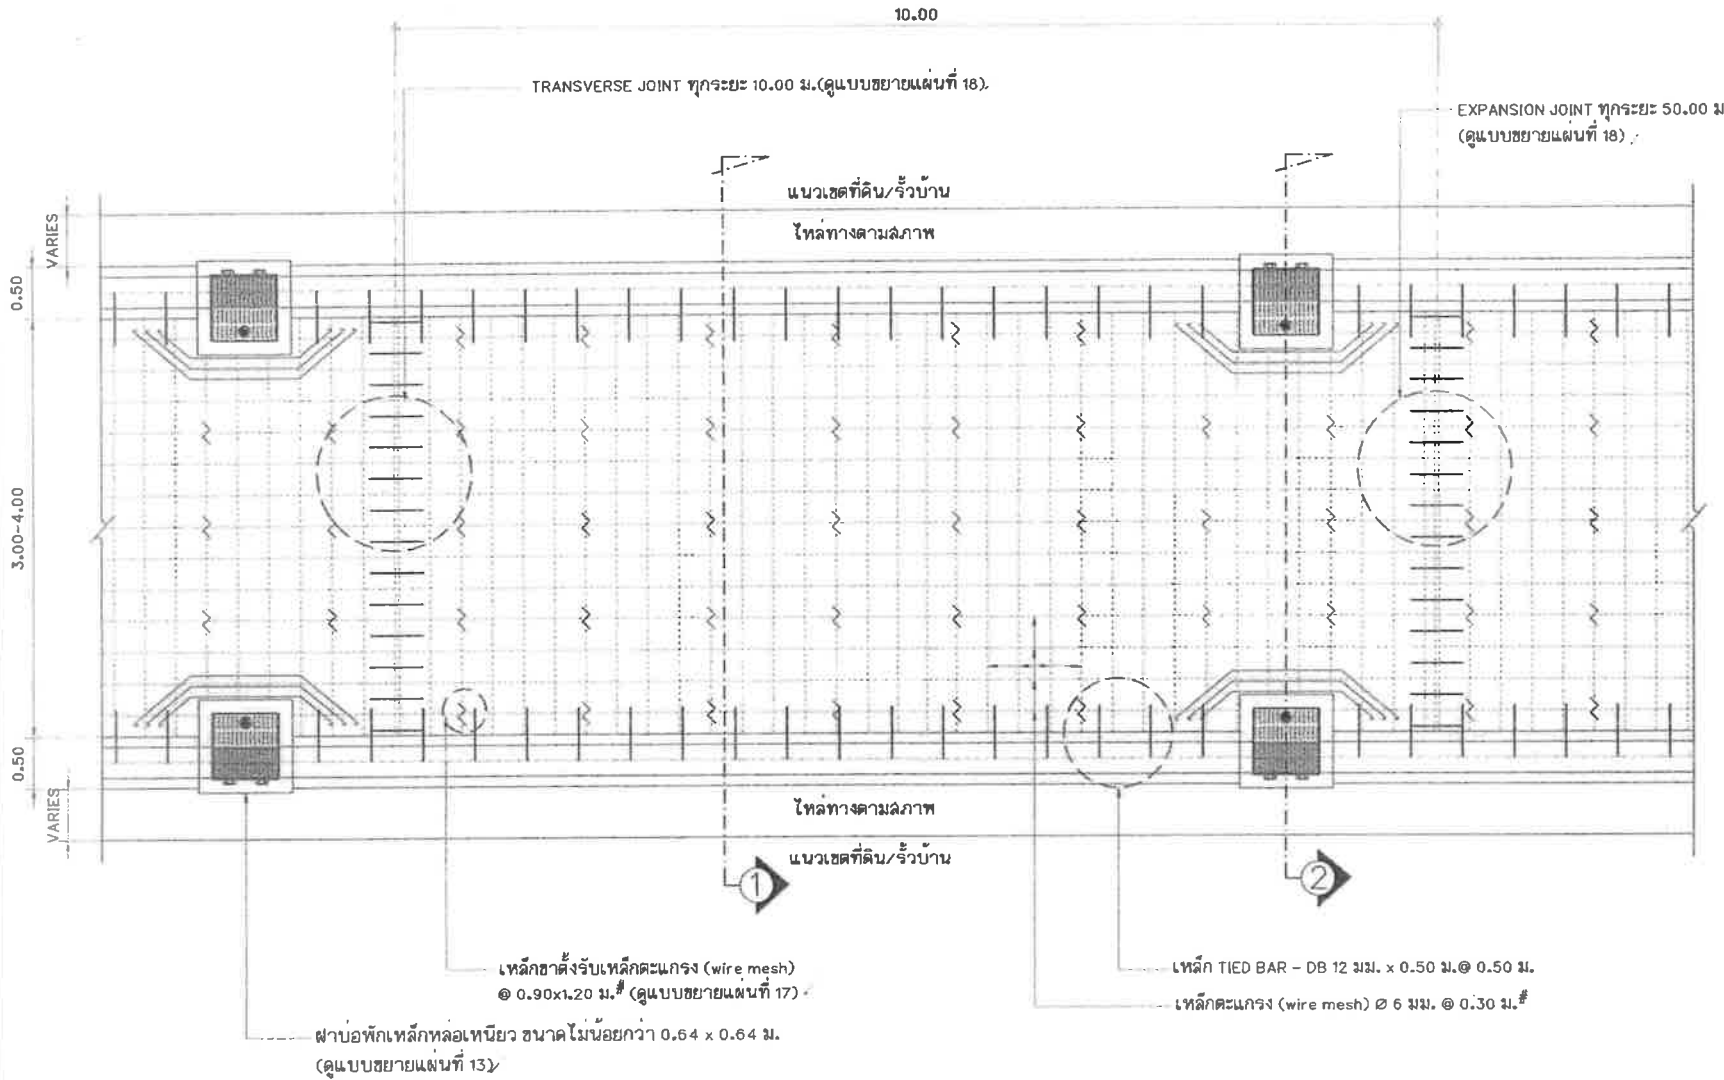 10.00
TRANSVERSE JOINT ทุกระยะ 10.00 ม.(ดูแบบขยายแผ่นที่ 18)
EXPANSION JOINT ทุกระยะ 50.00 ม
(ดูแบบขยายแผ่นที่ 18)
แนวเขตที่ดิน/รั้วบ้าน
ไหล่ทางตามสภาพ
VARIES
0.50
3.00-4.00
0.50
VARIES
ไหล่ทางตามสภาพ
แนวเขตที่ดิน/รั้วบ้าน
1
2
เหล็กขาตั้งรับเหล็กตะแกรง (wire mesh)
@ 0.90x1.20 ม.# (ดูแบบขยายแผ่นที่ 17)
เหล็ก TIED BAR - DB 12 มม. x 0.50 ม.@ 0.50 ม.
เหล็กตะแกรง (wire mesh) Ø 6 มม. @ 0.30 ม.#
ฝาบ่อพักเหล็กหล่อเหนียว ขนาดไม่น้อยกว่า 0.64 x 0.64 ม.
(ดูแบบขยายแผ่นที่ 13)